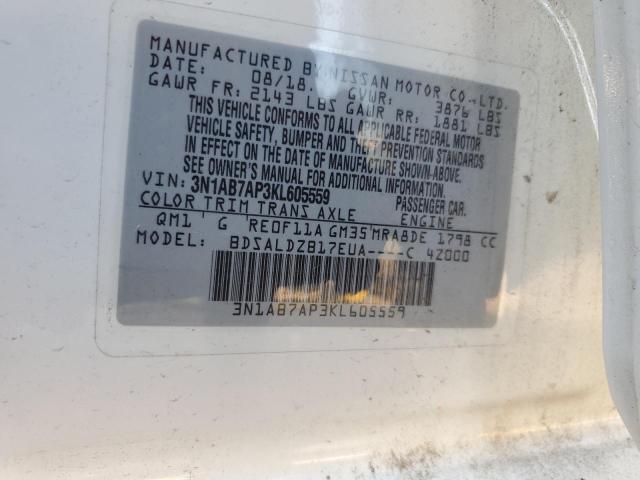 MANUFACTURED BY NISSAN MOTOR CO., LTD.
DATE: 08/18. GVWR: 3876 LBS
GAWR FR: 2143 LBS GAWR RR: 1881 LBS
THIS VEHICLE CONFORMS TO ALL APPLICABLE FEDERAL MOTOR
VEHICLE SAFETY, BUMPER AND THEFT PREVENTION STANDARDS
IN EFFECT ON THE DATE OF MANUFACTURE SHOWN ABOVE.
SEE OWNER'S MANUAL FOR ADDITIONAL INFORMATION.
VIN: 3N1AB7AP3KL605559 PASSENGER CAR.
COLOR TRIM TRANS AXLE ENGINE
QM1 ' G ' RE0F11A GM35'MRA8DE 1798 CC
MODEL: BDSALDZB17EUA----C 4Z000
3N1AB7AP3KL605559